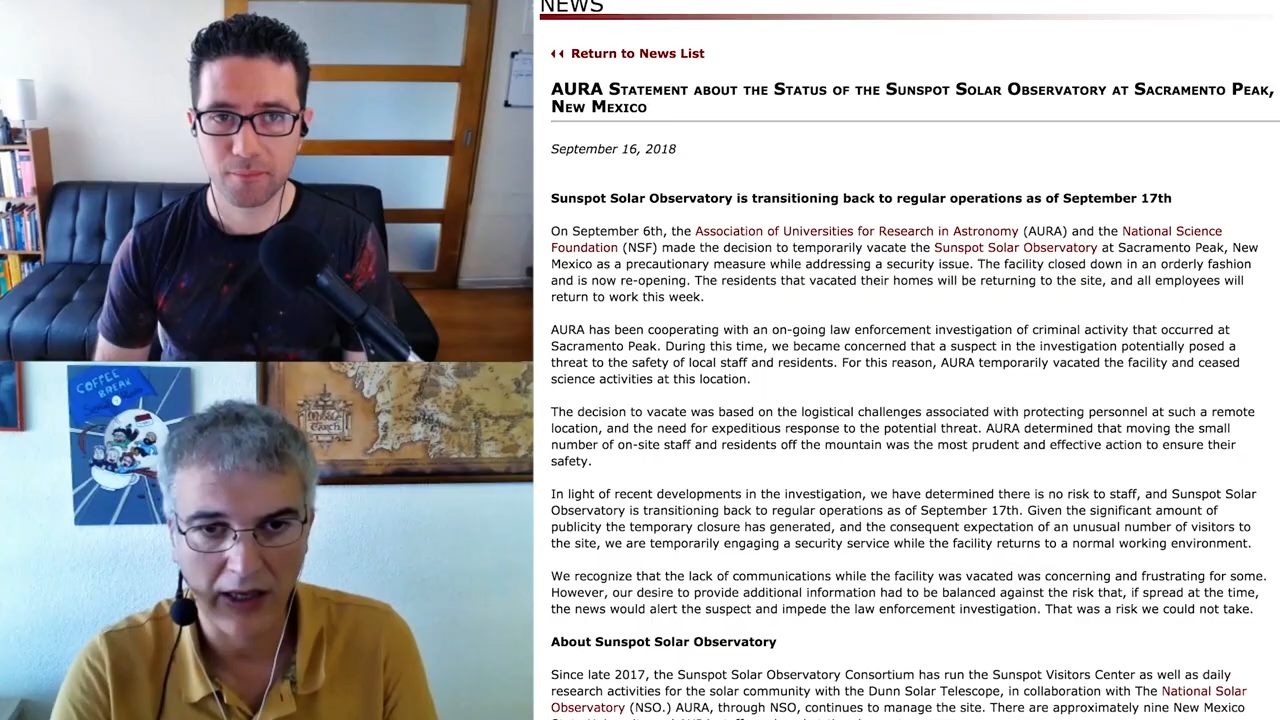 NEWS
Return to News List
AURA Statement about the Status of the Sunspot Solar Observatory at Sacramento Peak,
New Mexico
September 16, 2018
Sunspot Solar Observatory is transitioning back to regular operations as of September 17th
On September 6th, the Association of Universities for Research in Astronomy (AURA) and the National Science
Foundation (NSF) made the decision to temporarily vacate the Sunspot Solar Observatory at Sacramento Peak, New
Mexico as a precautionary measure while addressing a security issue. The facility closed down in an orderly fashion
and is now re-opening. The residents that vacated their homes will be returning to the site, and all employees will
return to work this week.
AURA has been cooperating with an on-going law enforcement investigation of criminal activity that occurred at
Sacramento Peak. During this time, we became concerned that a suspect in the investigation potentially posed a
threat to the safety of local staff and residents. For this reason, AURA temporarily vacated the facility and ceased
science activities at this location.
The decision to vacate was based on the logistical challenges associated with protecting personnel at such a remote
location, and the need for expeditious response to the potential threat. AURA determined that moving the small
number of on-site staff and residents off the mountain was the most prudent and effective action to ensure their
safety.
In light of recent developments in the investigation, we have determined there is no risk to staff, and Sunspot Solar
Observatory is transitioning back to regular operations as of September 17th. Given the significant amount of
publicity the temporary closure has generated, and the consequent expectation of an unusual number of visitors to
the site, we are temporarily engaging a security service while the facility returns to a normal working environment.
We recognize that the lack of communications while the facility was vacated was concerning and frustrating for some.
However, our desire to provide additional information had to be balanced against the risk that, if spread at the time,
the news would alert the suspect and impede the law enforcement investigation. That was a risk we could not take.
About Sunspot Solar Observatory
Since late 2017, the Sunspot Solar Observatory Consortium has run the Sunspot Visitors Center as well as daily
research activities for the solar community with the Dunn Solar Telescope, in collaboration with The National Solar
Observatory (NSO.) AURA, through NSO, continues to manage the site. There are approximately nine New Mexico
COFFEE
BREAK
MIDDLE
EARTH